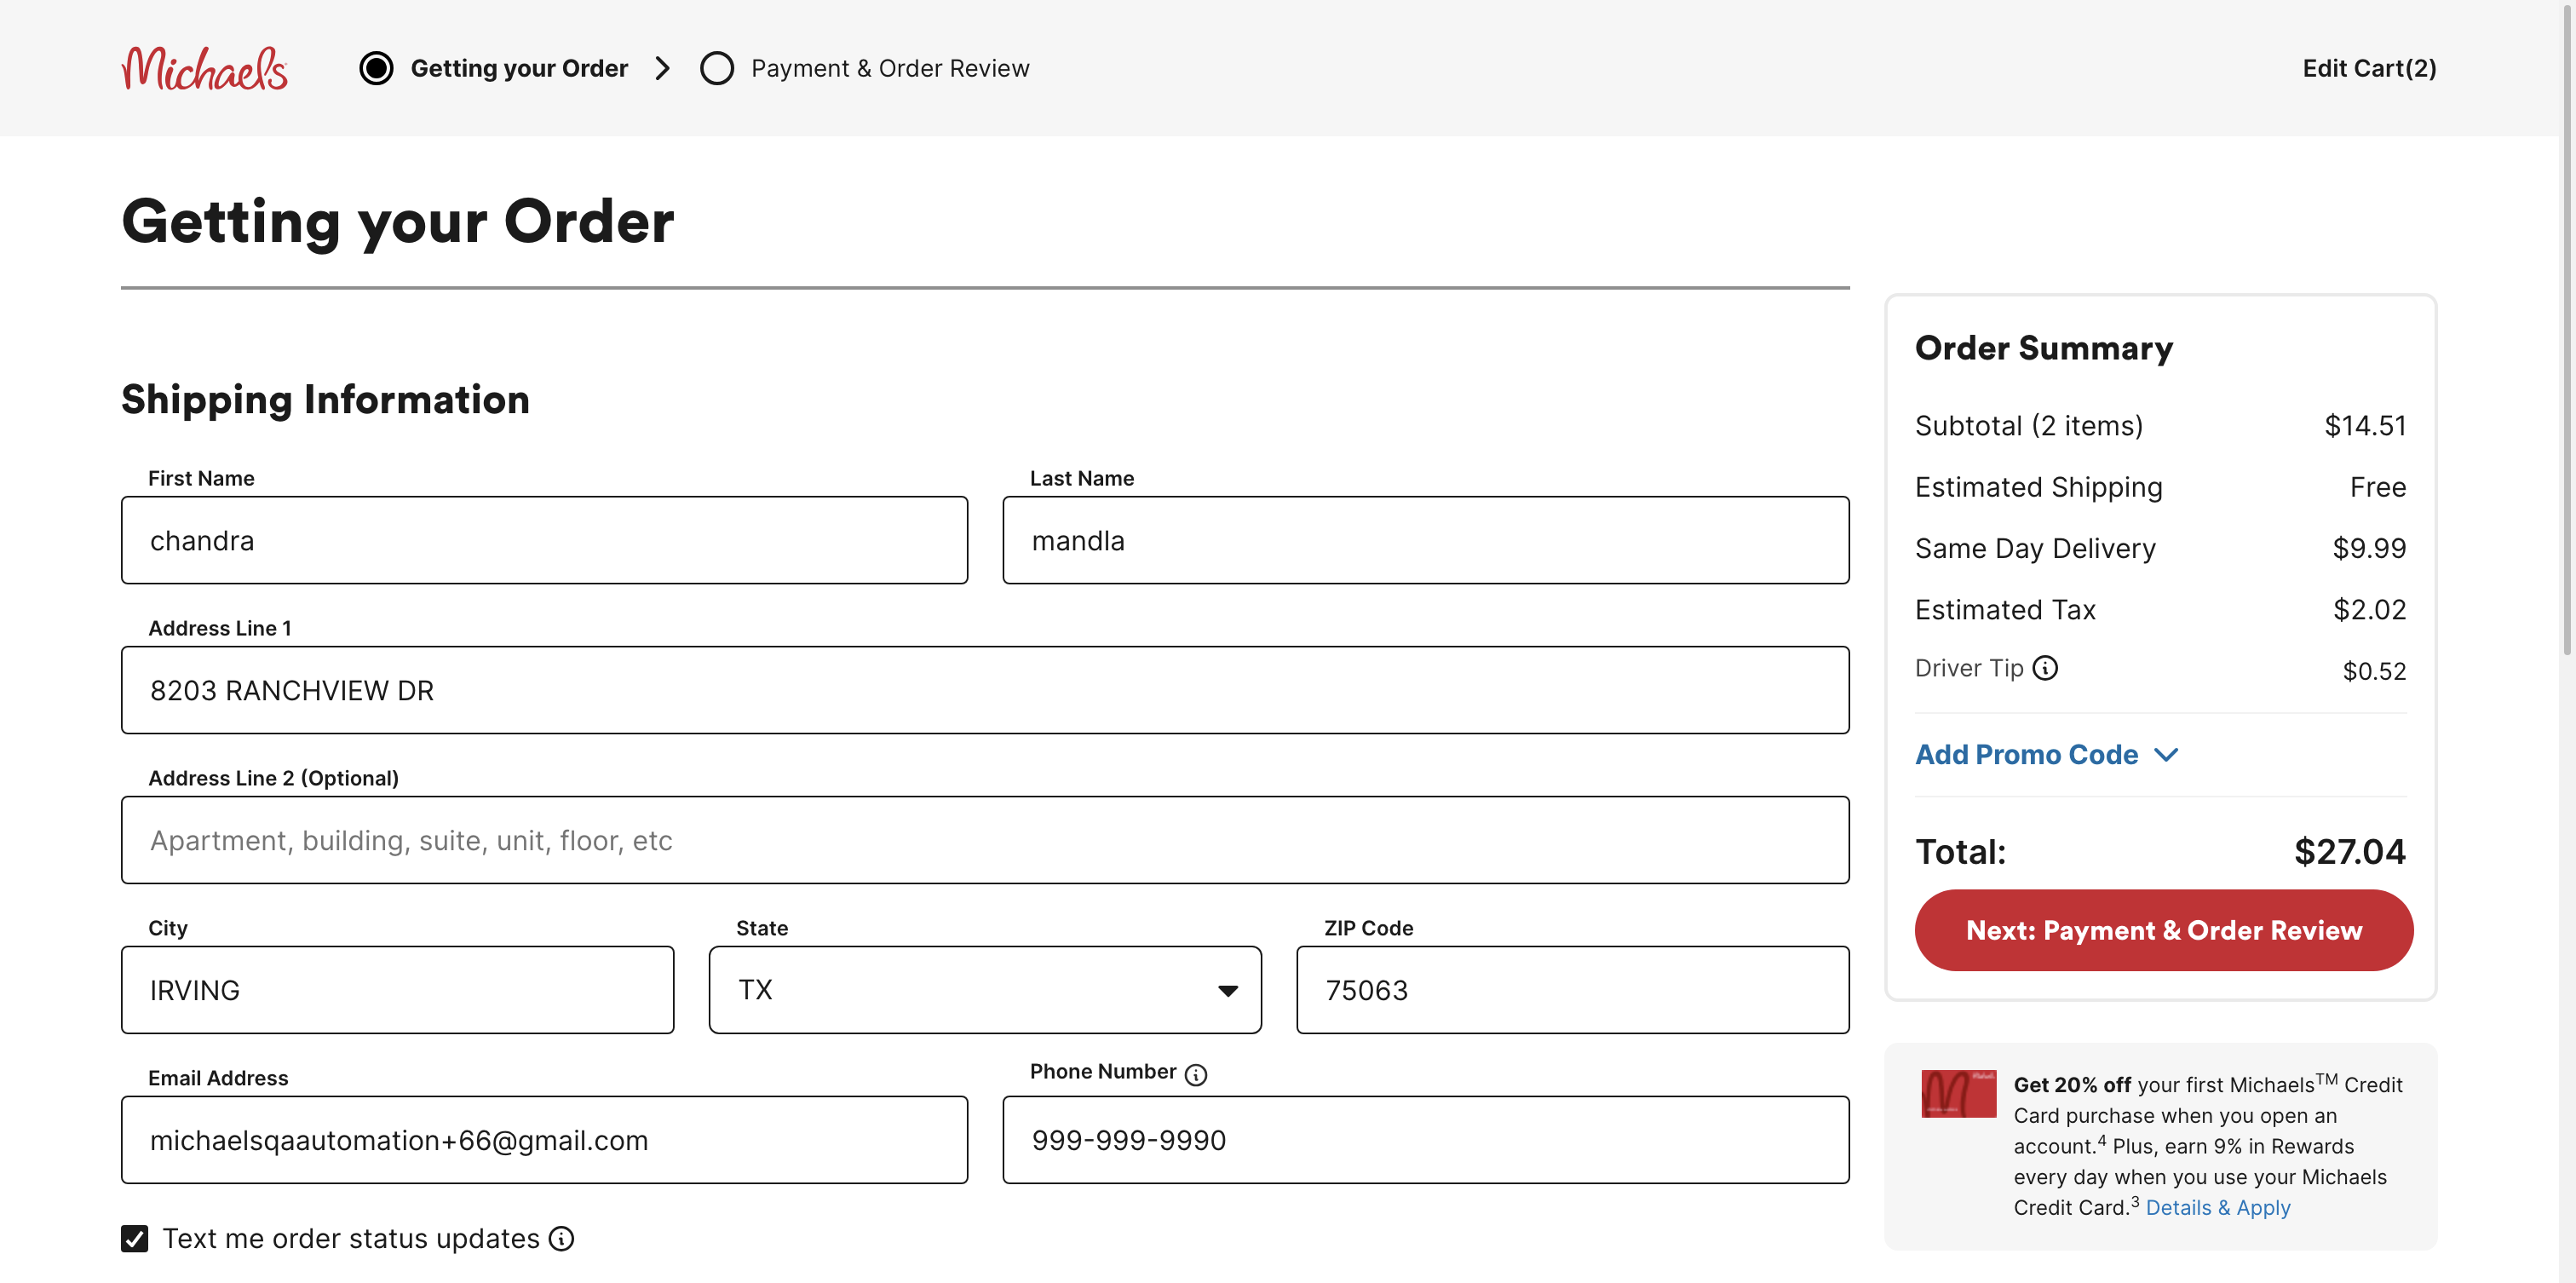 Michaels
Getting your Order
Payment & Order Review
Edit Cart(2)
Getting your Order
Shipping Information
First Name
chandra
Last Name
mandla
Address Line 1
8203 RANCHVIEW DR
Address Line 2 (Optional)
Apartment, building, suite, unit, floor, etc
City
IRVING
State
TX
ZIP Code
75063
Email Address
michaelsqaautomation+66@gmail.com
Phone Number
999-999-9990
Text me order status updates
Order Summary
Subtotal (2 items) $14.51
Estimated Shipping Free
Same Day Delivery $9.99
Estimated Tax $2.02
Driver Tip $0.52
Add Promo Code
Total: $27.04
Next: Payment & Order Review
Get 20% off your first Michaels™ Credit
Card purchase when you open an
account.⁴ Plus, earn 9% in Rewards
every day when you use your Michaels
Credit Card.³ Details & Apply